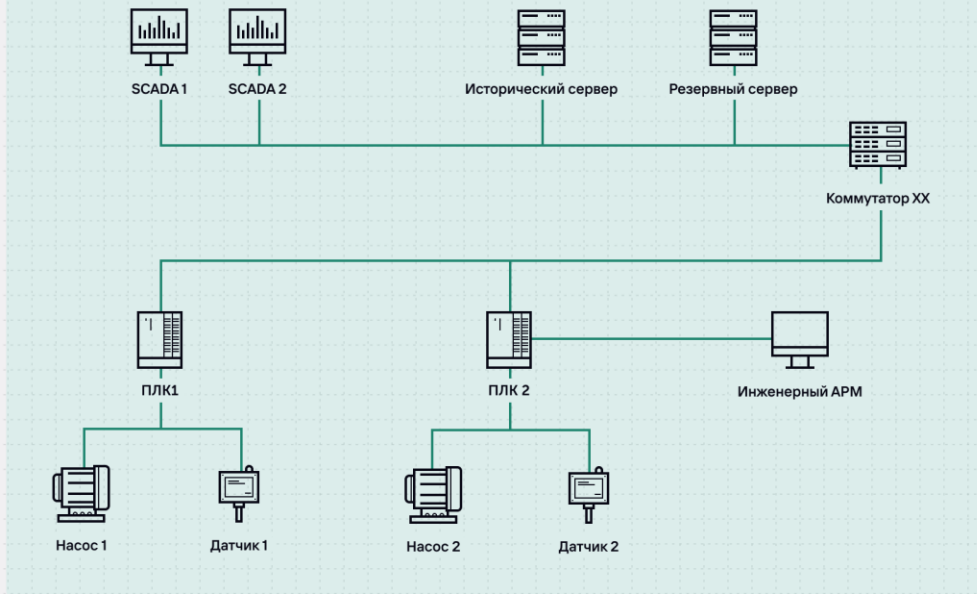 SCADA 1
SCADA 2
Исторический сервер
Резервный сервер
Коммутатор XX
ПЛК1
ПЛК 2
Инженерный АРМ
Насос 1
Датчик 1
Насос 2
Датчик 2